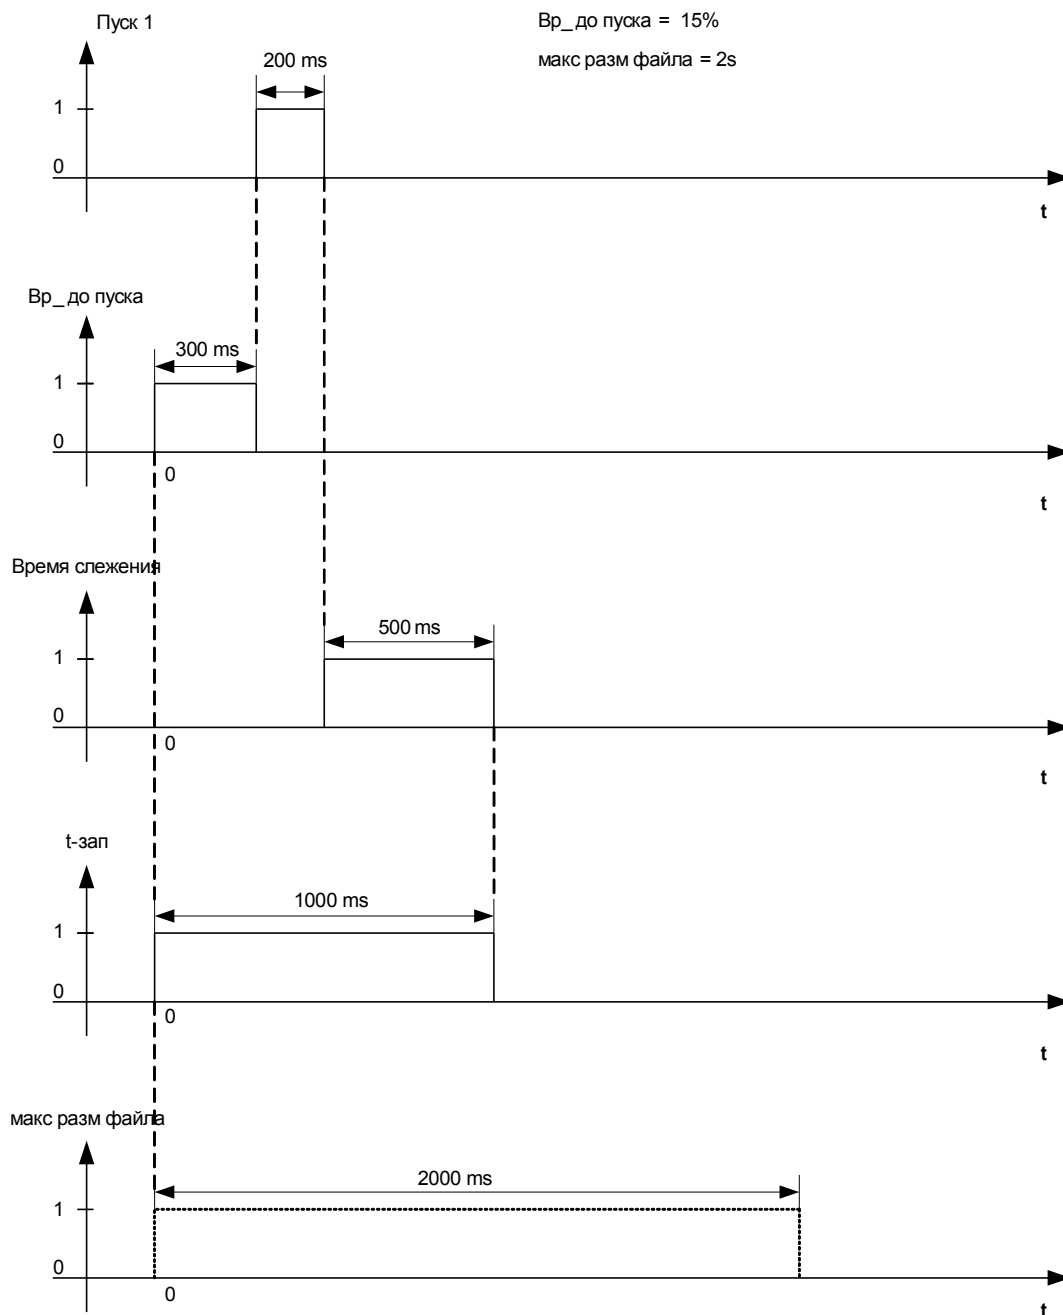 Пуск 1
Вр_до пуска = 15%
макс разм файла = 2s
200 ms
1
0
t
Вр_до пуска
300 ms
1
0
0
t
Время слежения
500 ms
1
0
0
t
t-зап
1000 ms
1
0
0
t
макс разм файла
2000 ms
1
0
0
t